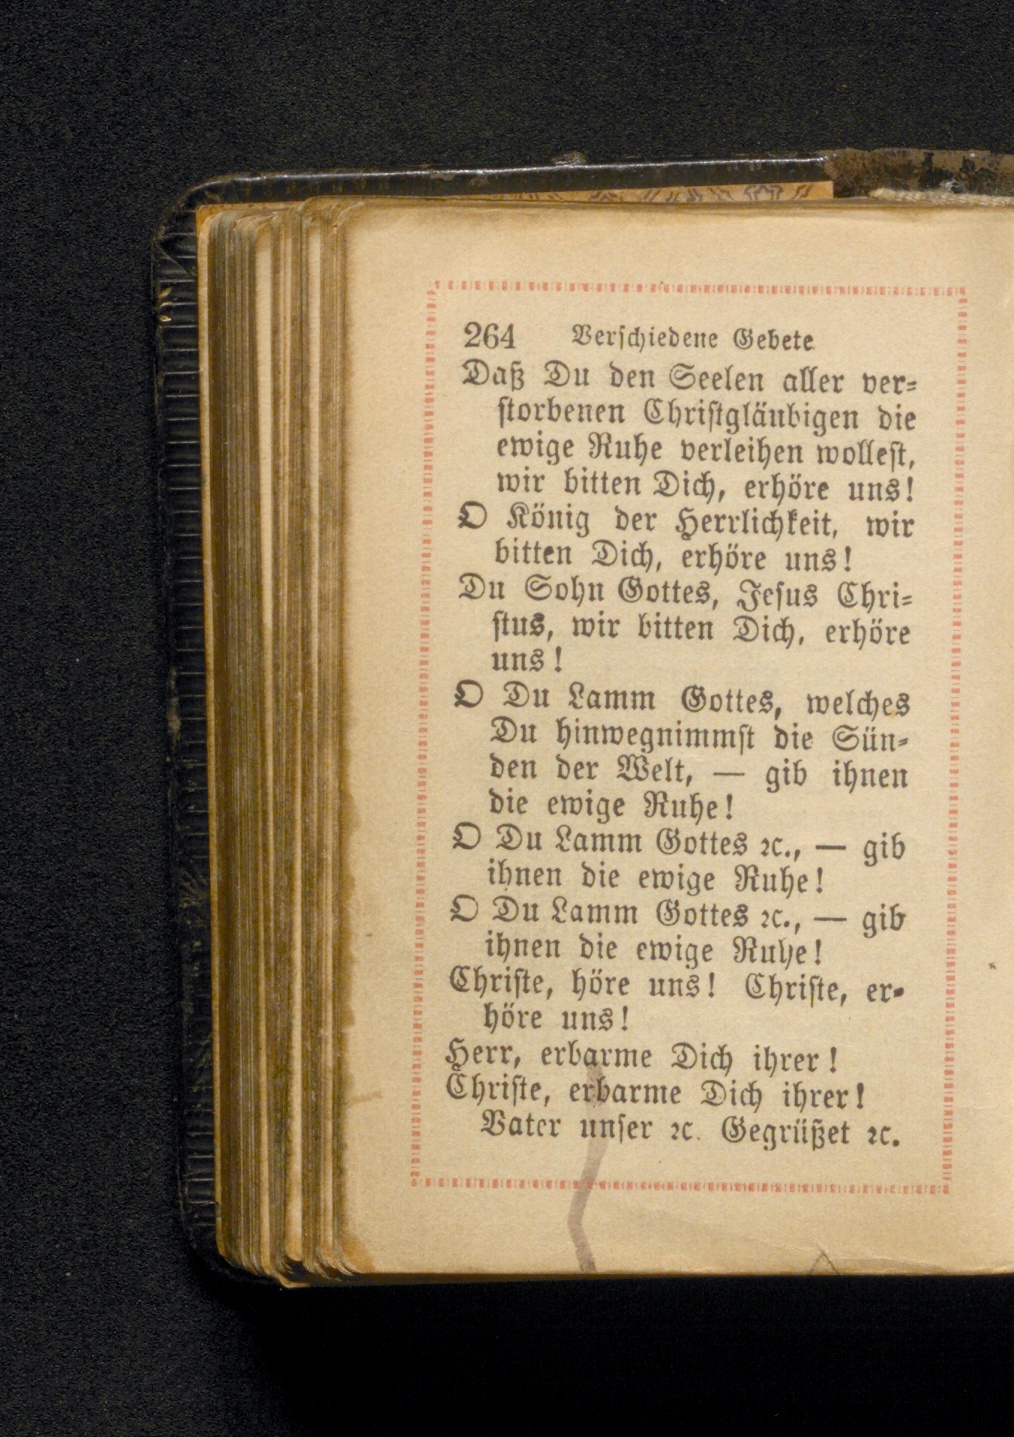 264 Verschiedene Gebete
Daß Du den Seelen aller ver-
storbenen Christgläubigen die
ewige Ruhe verleihen wollest,
wir bitten Dich, erhöre uns!
O König der Herrlichkeit, wir
bitten Dich, erhöre uns!
Du Sohn Gottes, Jesus Chri-
stus, wir bitten Dich, erhöre
uns!
O Du Lamm Gottes, welches
Du hinwegnimmst die Sün-
den der Welt, — gib ihnen
die ewige Ruhe!
O Du Lamm Gottes ꝛc., — gib
ihnen die ewige Ruhe!
O Du Lamm Gottes ꝛc., — gib
ihnen die ewige Ruhe!
Christe, höre uns! Christe, er-
höre uns!
Herr, erbarme Dich ihrer!
Christe, erbarme Dich ihrer!
Vater unser ꝛc. Gegrüßet ꝛc.